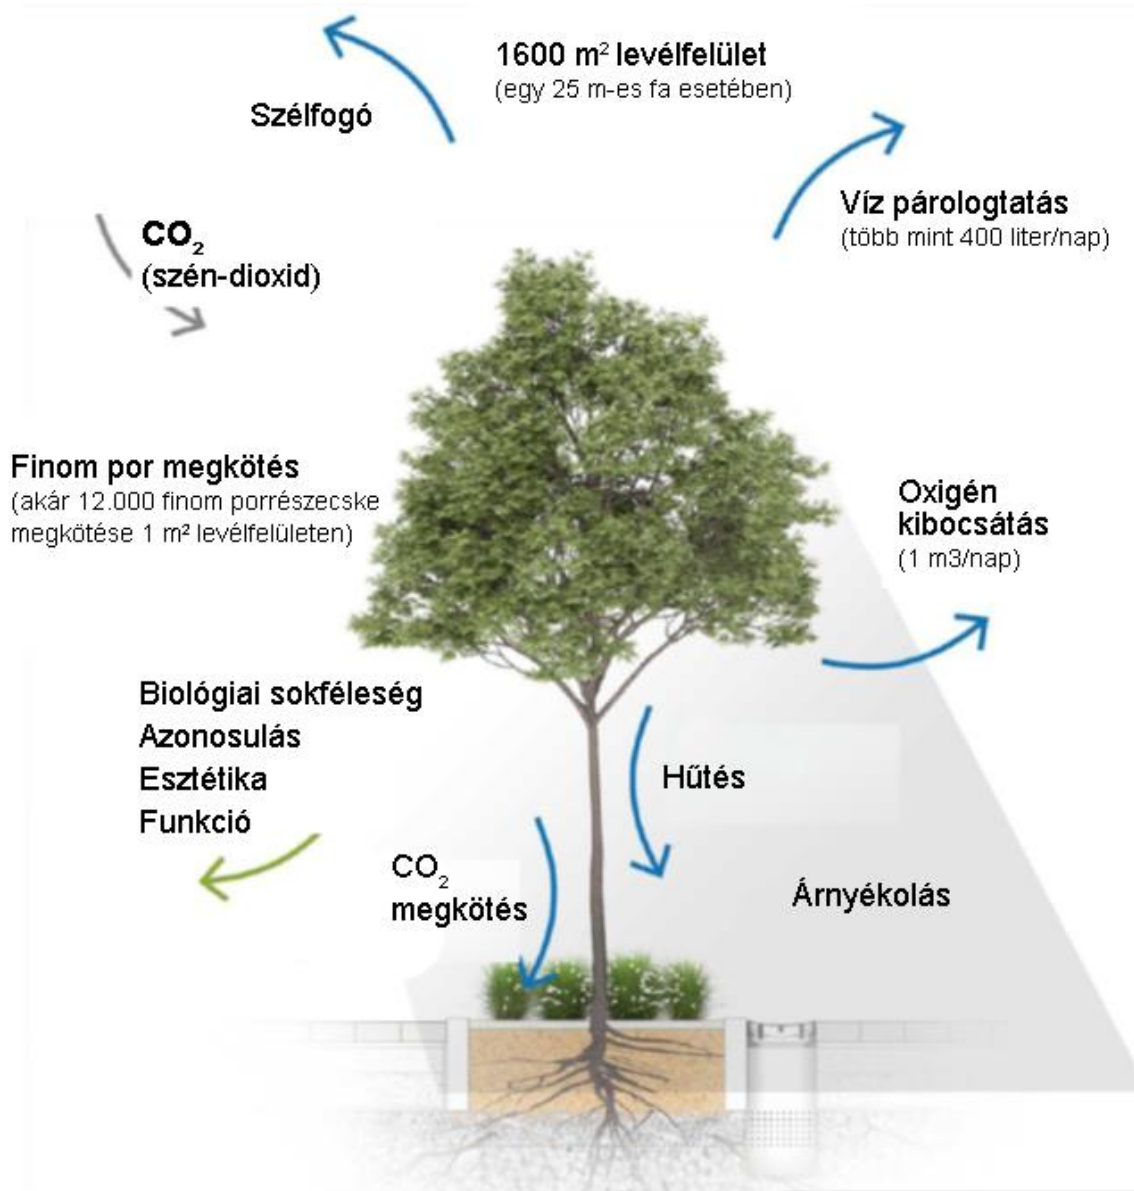 1600 m² levélfelület
(egy 25 m-es fa esetében)
Szélfogó
Víz párologtatás
(több mint 400 liter/nap)
CO₂
(szén-dioxid)
Finom por megkötés
(akár 12.000 finom porrészecske
megkötése 1 m² levélfelületen)
Oxigén
kibocsátás
(1 m3/nap)
Biológiai sokféleség
Azonosulás
Esztétika
Funkció
Hűtés
CO₂
megkötés
Árnyékolás